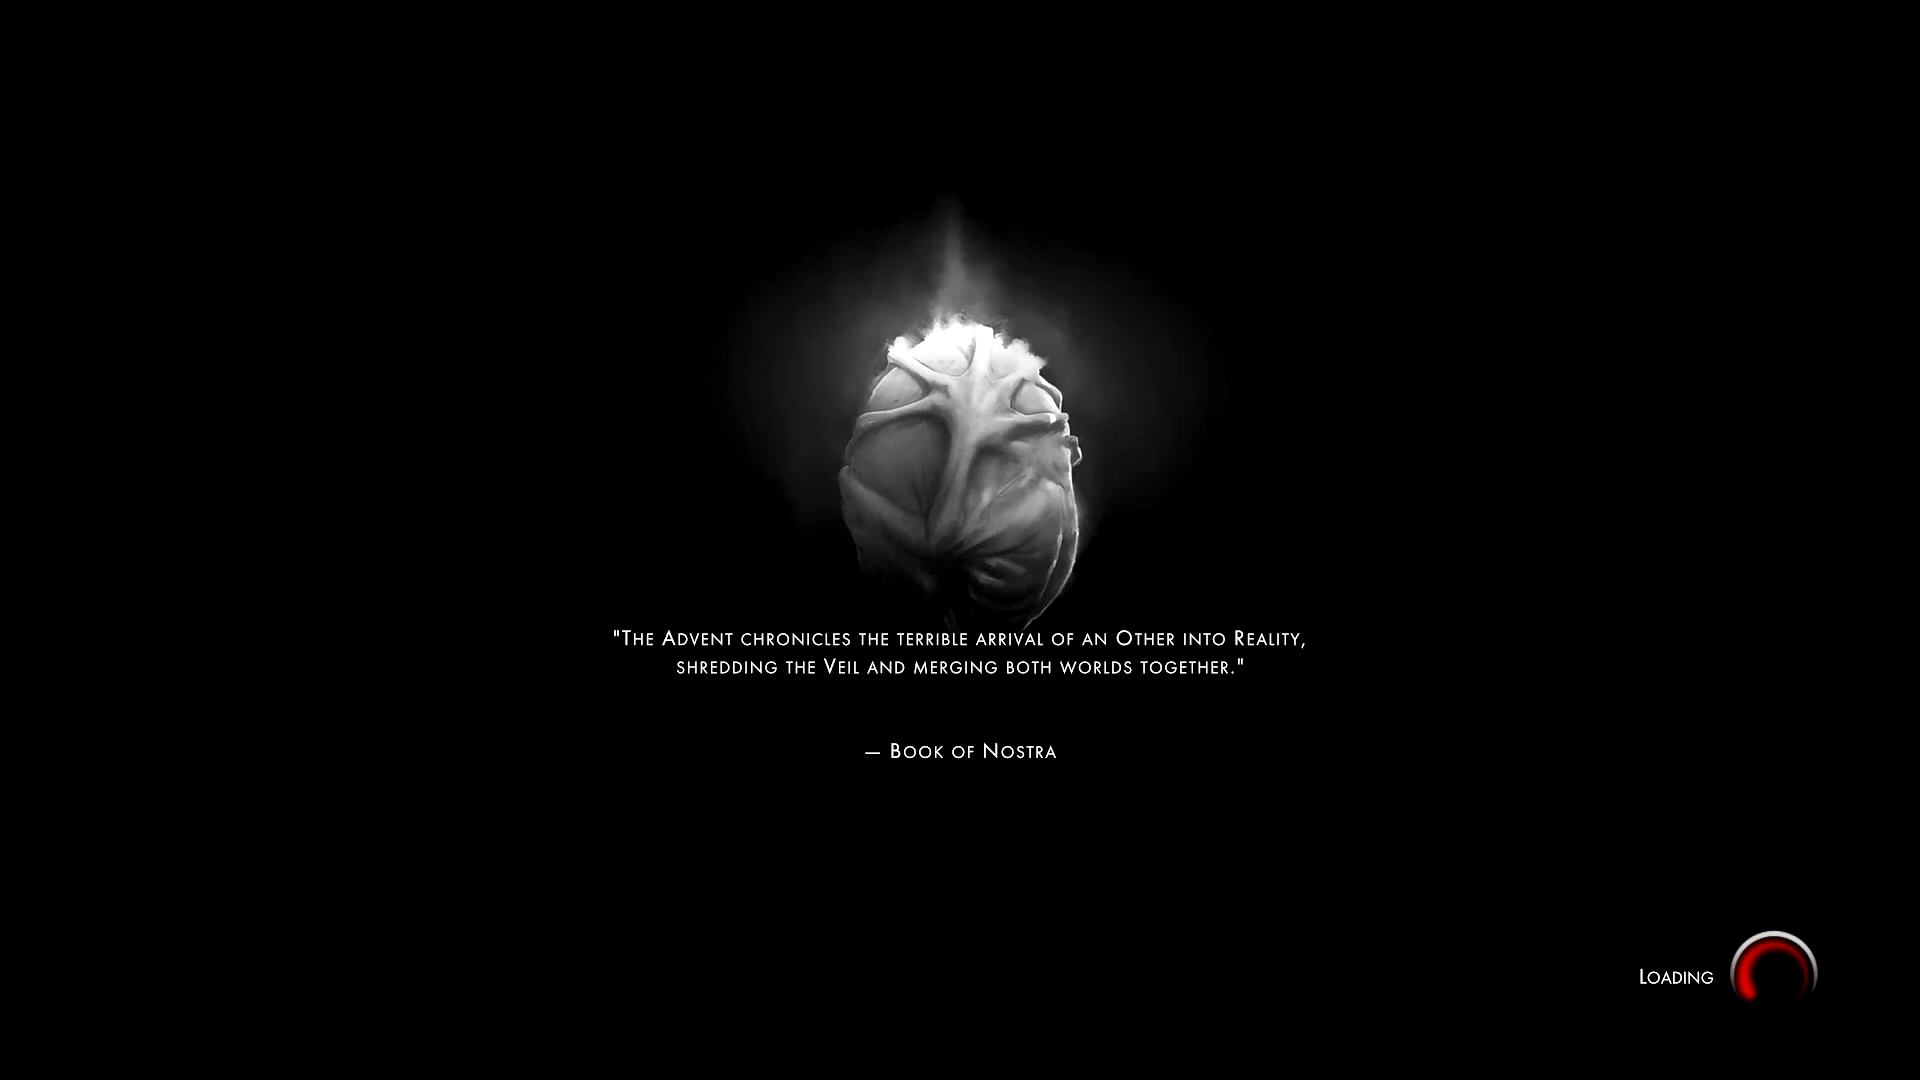 "The Advent chronicles the terrible arrival of an Other into Reality,
shredding the Veil and merging both worlds together."
— Book of Nostra
Loading